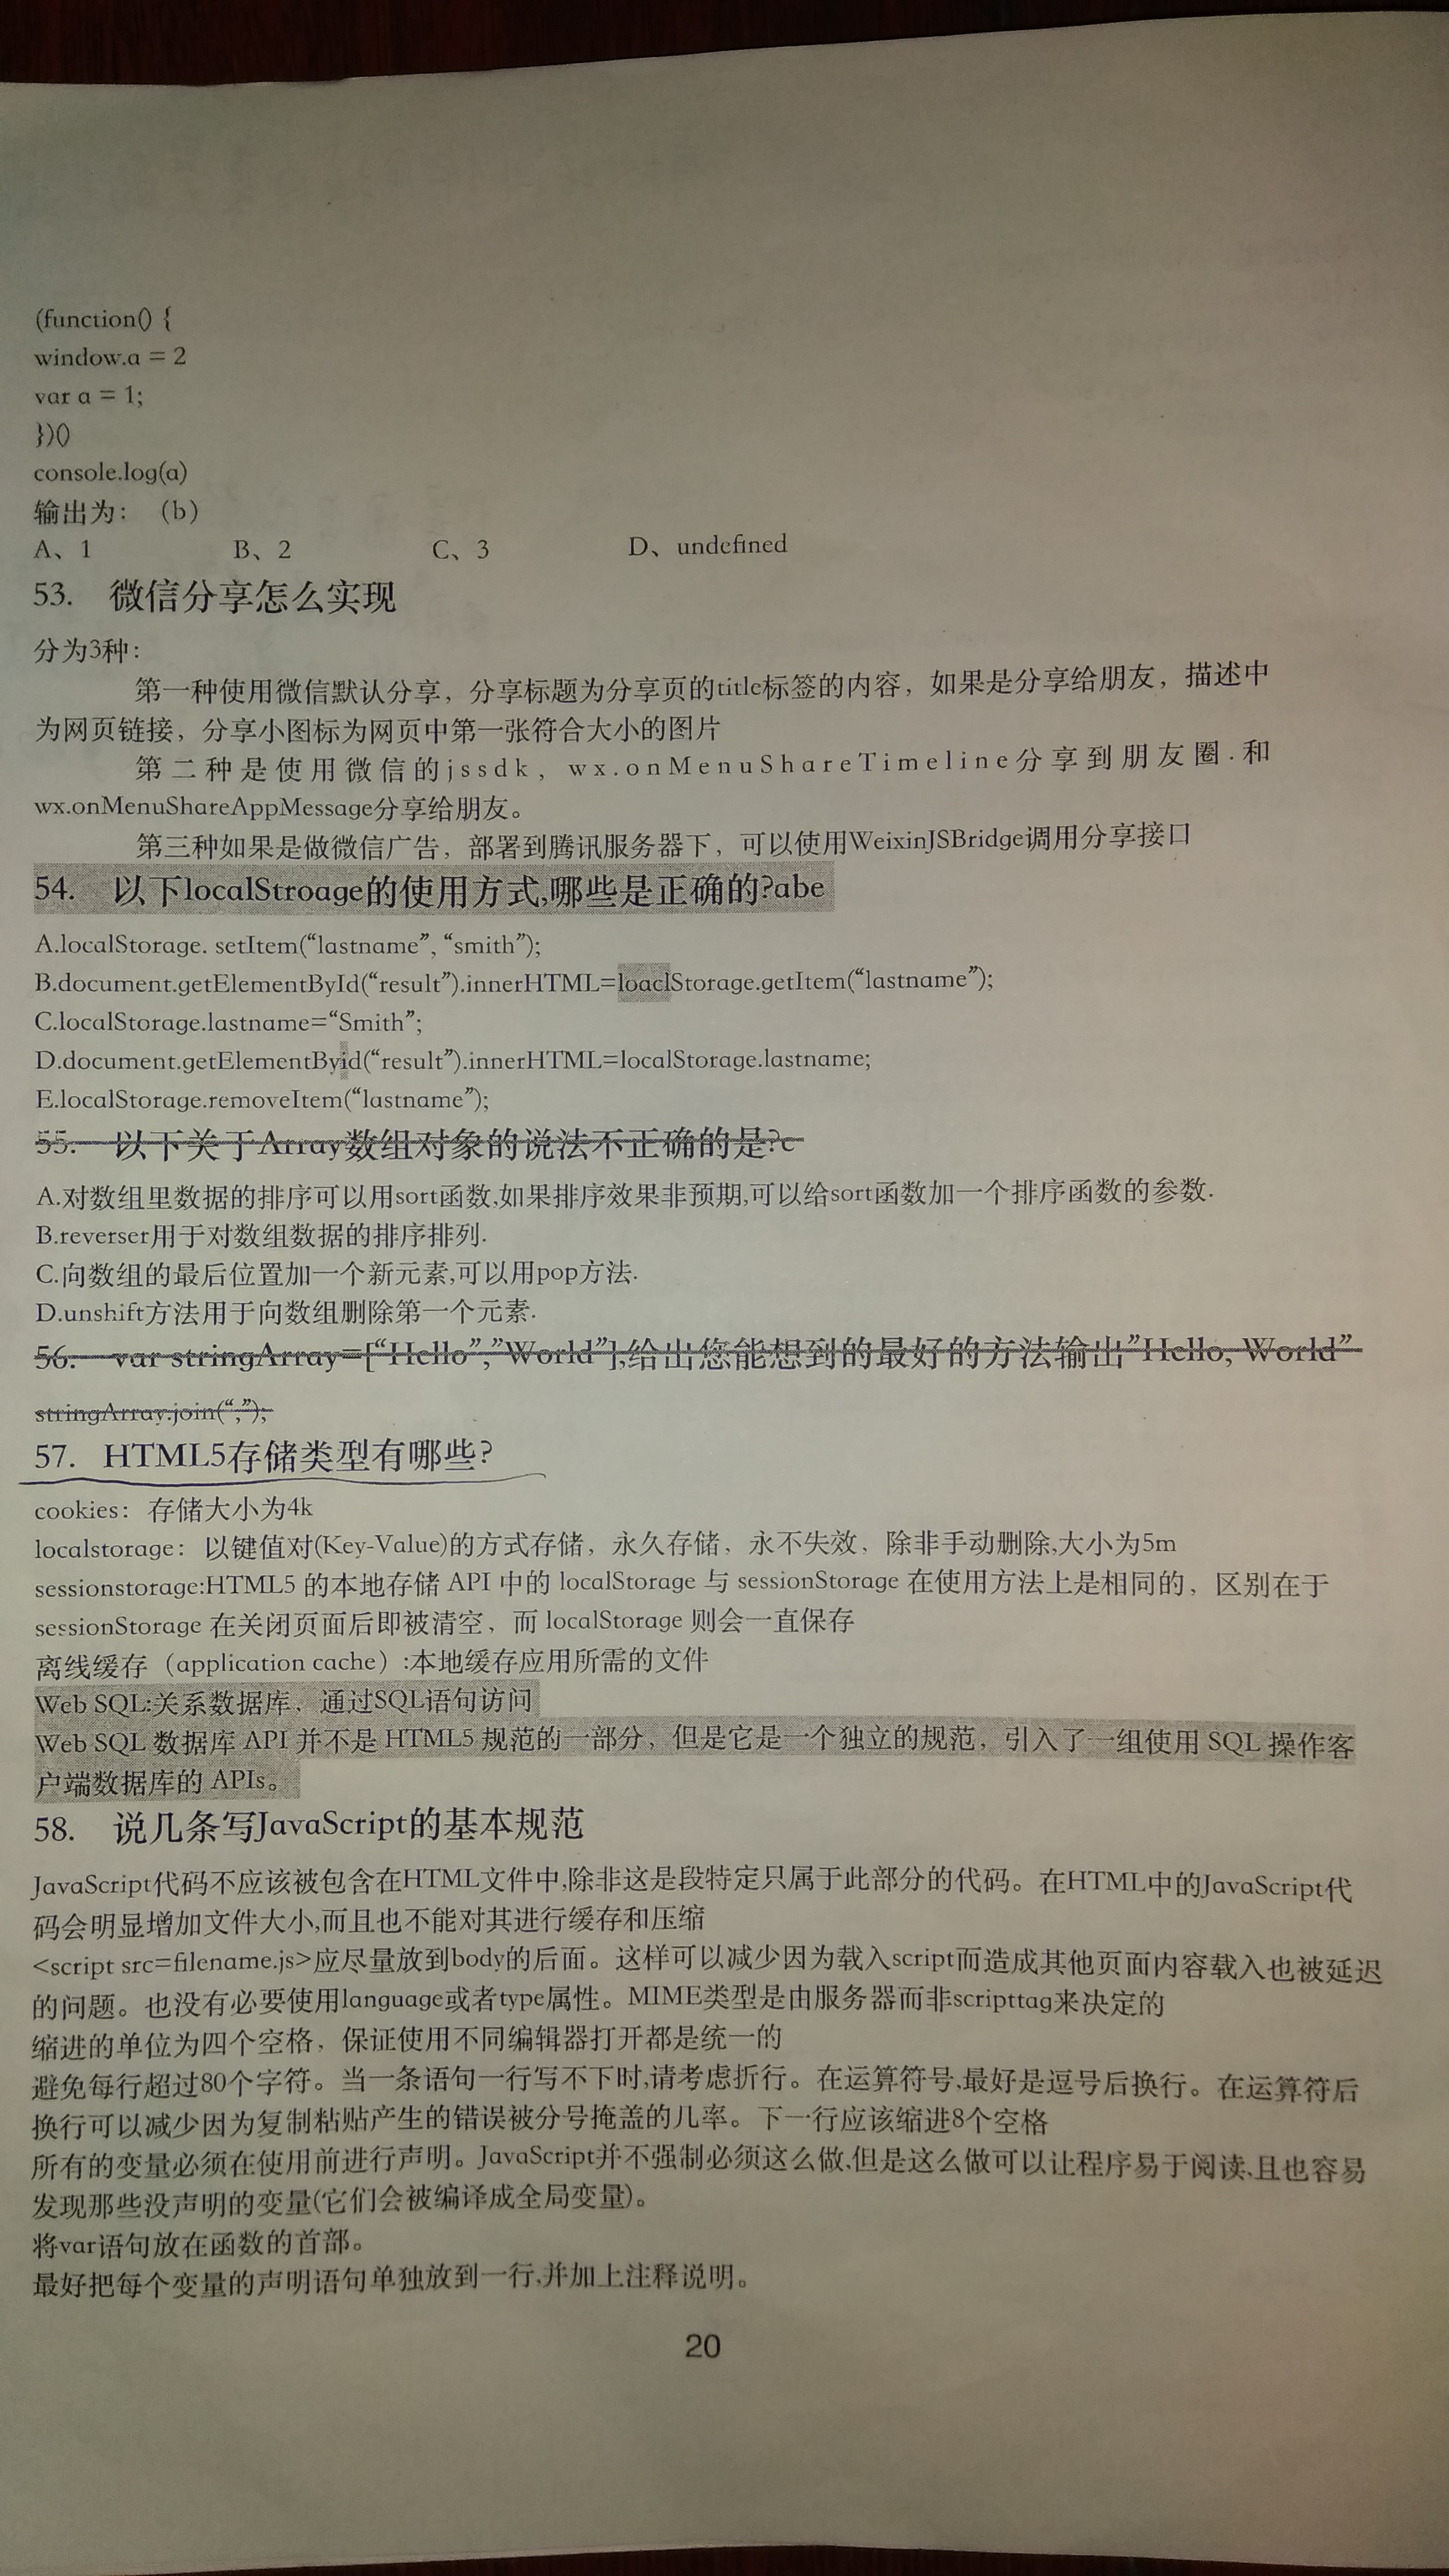 (function() {
window.a = 2
var a = 1;
})()
console.log(a)
输出为：（b）
A、1 B、2 C、3 D、undefined
53. 微信分享怎么实现
分为3种：
第一种使用微信默认分享，分享标题为分享页的title标签的内容，如果是分享给朋友，描述中
为网页链接，分享小图标为网页中第一张符合大小的图片
第二种是使用微信的jssdk，wx.onMenuShareTimeline分享到朋友圈.和
wx.onMenuShareAppMessage分享给朋友。
第三种如果是做微信广告，部署到腾讯服务器下，可以使用WeixinJSBridge调用分享接口
54. 以下localStroage的使用方式,哪些是正确的?abe
A.localStorage. setItem(“lastname”, “smith”);
B.document.getElementById(“result”).innerHTML=loaclStorage.getItem(“lastname”);
C.localStorage.lastname=“Smith”;
D.document.getElementByid(“result”).innerHTML=localStorage.lastname;
E.localStorage.removeItem(“lastname”);
55. 以下关于Array数组对象的说法不正确的是?c
A.对数组里数据的排序可以用sort函数,如果排序效果非预期,可以给sort函数加一个排序函数的参数.
B.reverser用于对数组数据的排序排列.
C.向数组的最后位置加一个新元素,可以用pop方法.
D.unshift方法用于向数组删除第一个元素.
56. var stringArray=[“Hello”,”World”],给出您能想到的最好的方法输出”Hello, World”
stringArray.join(“,”);
57. HTML5存储类型有哪些?
cookies：存储大小为4k
localstorage：以键值对(Key-Value)的方式存储，永久存储，永不失效，除非手动删除,大小为5m
sessionstorage:HTML5 的本地存储 API 中的 localStorage 与 sessionStorage 在使用方法上是相同的，区别在于
sessionStorage 在关闭页面后即被清空，而 localStorage 则会一直保存
离线缓存（application cache）:本地缓存应用所需的文件
Web SQL:关系数据库，通过SQL语句访问
Web SQL 数据库 API 并不是 HTML5 规范的一部分，但是它是一个独立的规范，引入了一组使用 SQL 操作客
户端数据库的 APIs。
58. 说几条写JavaScript的基本规范
JavaScript代码不应该被包含在HTML文件中,除非这是段特定只属于此部分的代码。在HTML中的JavaScript代
码会明显增加文件大小,而且也不能对其进行缓存和压缩
<script src=filename.js>应尽量放到body的后面。这样可以减少因为载入script而造成其他页面内容载入也被延迟
的问题。也没有必要使用language或者type属性。MIME类型是由服务器而非scripttag来决定的
缩进的单位为四个空格，保证使用不同编辑器打开都是统一的
避免每行超过80个字符。当一条语句一行写不下时,请考虑折行。在运算符号,最好是逗号后换行。在运算符后
换行可以减少因为复制粘贴产生的错误被分号掩盖的几率。下一行应该缩进8个空格
所有的变量必须在使用前进行声明。JavaScript并不强制必须这么做,但是这么做可以让程序易于阅读,且也容易
发现那些没声明的变量(它们会被编译成全局变量)。
将var语句放在函数的首部。
最好把每个变量的声明语句单独放到一行,并加上注释说明。
20